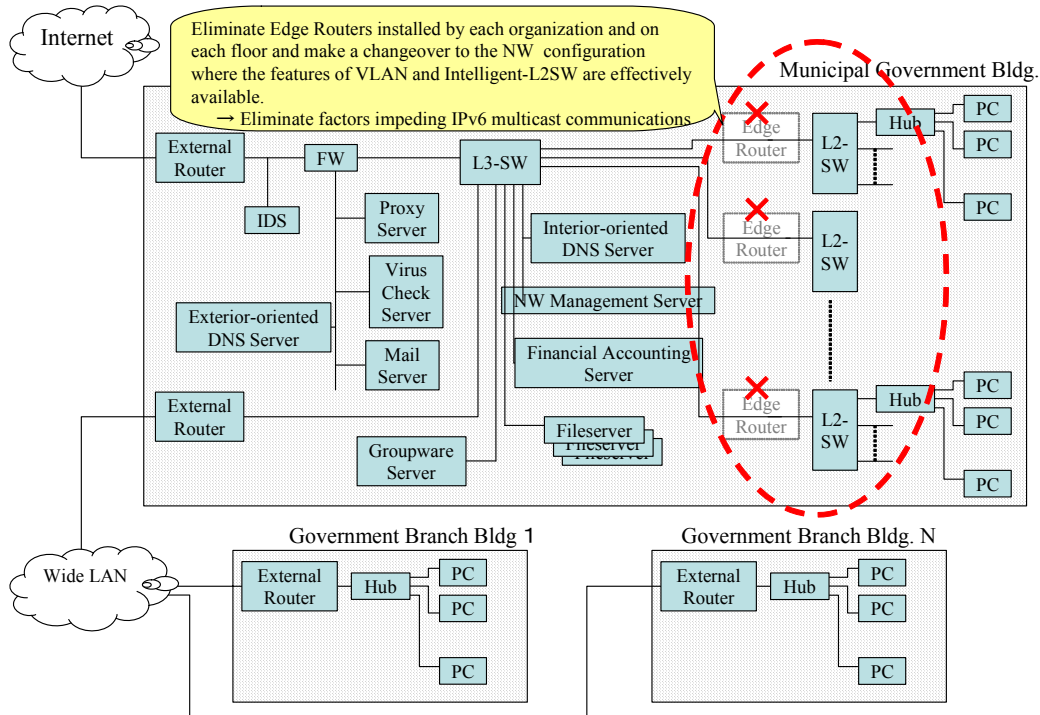 Internet
Eliminate Edge Routers installed by each organization and on
each floor and make a changeover to the NW configuration
where the features of VLAN and Intelligent-L2SW are effectively
available.
→ Eliminate factors impeding IPv6 multicast communications
Municipal Government Bldg.
External
Router
FW
L3-SW
Edge
Router
L2-
SW
Hub
PC
PC
PC
IDS
Proxy
Server
Interior-oriented
DNS Server
Edge
Router
L2-
SW
Virus
Check
Server
NW Management Server
Exterior-oriented
DNS Server
Mail
Server
Financial Accounting
Server
External
Router
Edge
Router
L2-
SW
Hub
PC
PC
PC
Groupware
Server
Fileserver
Fileserver
Fileserver
Wide LAN
Government Branch Bldg 1
External
Router
Hub
PC
PC
PC
Government Branch Bldg. N
External
Router
Hub
PC
PC
PC